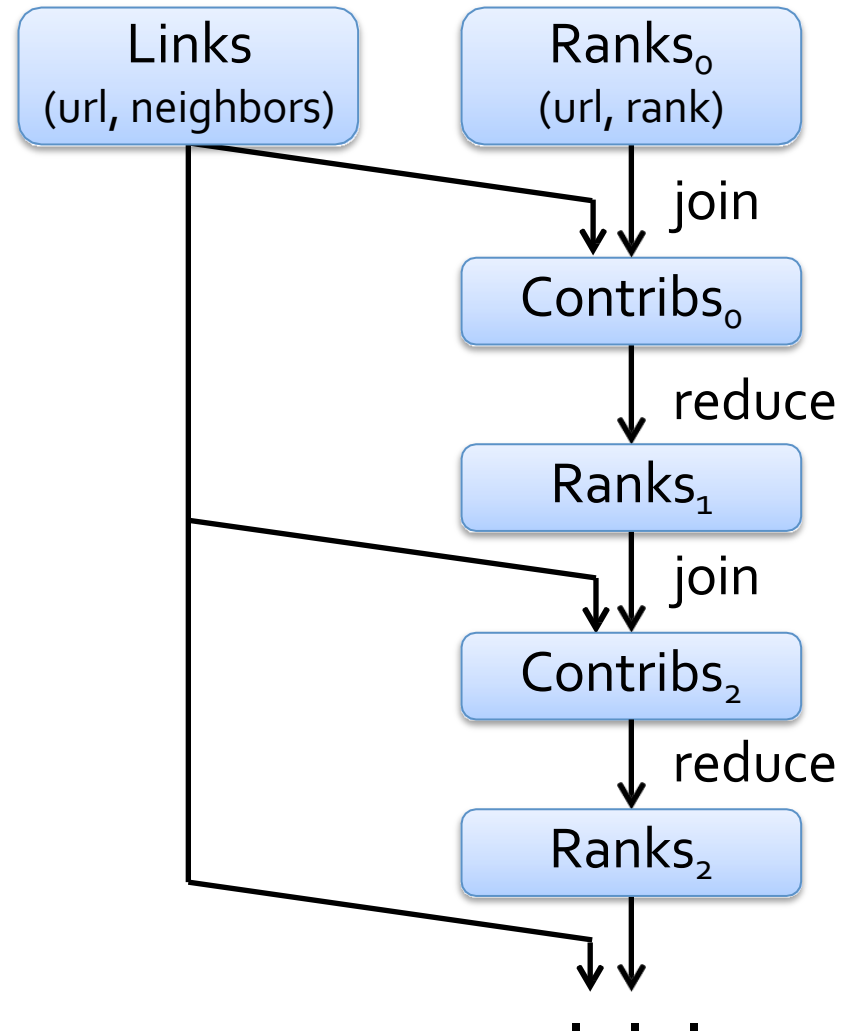 Links
(url, neighbors)
Ranks₀
(url, rank)
join
Contribs₀
reduce
Ranks₁
join
Contribs₂
reduce
Ranks₂
. . .